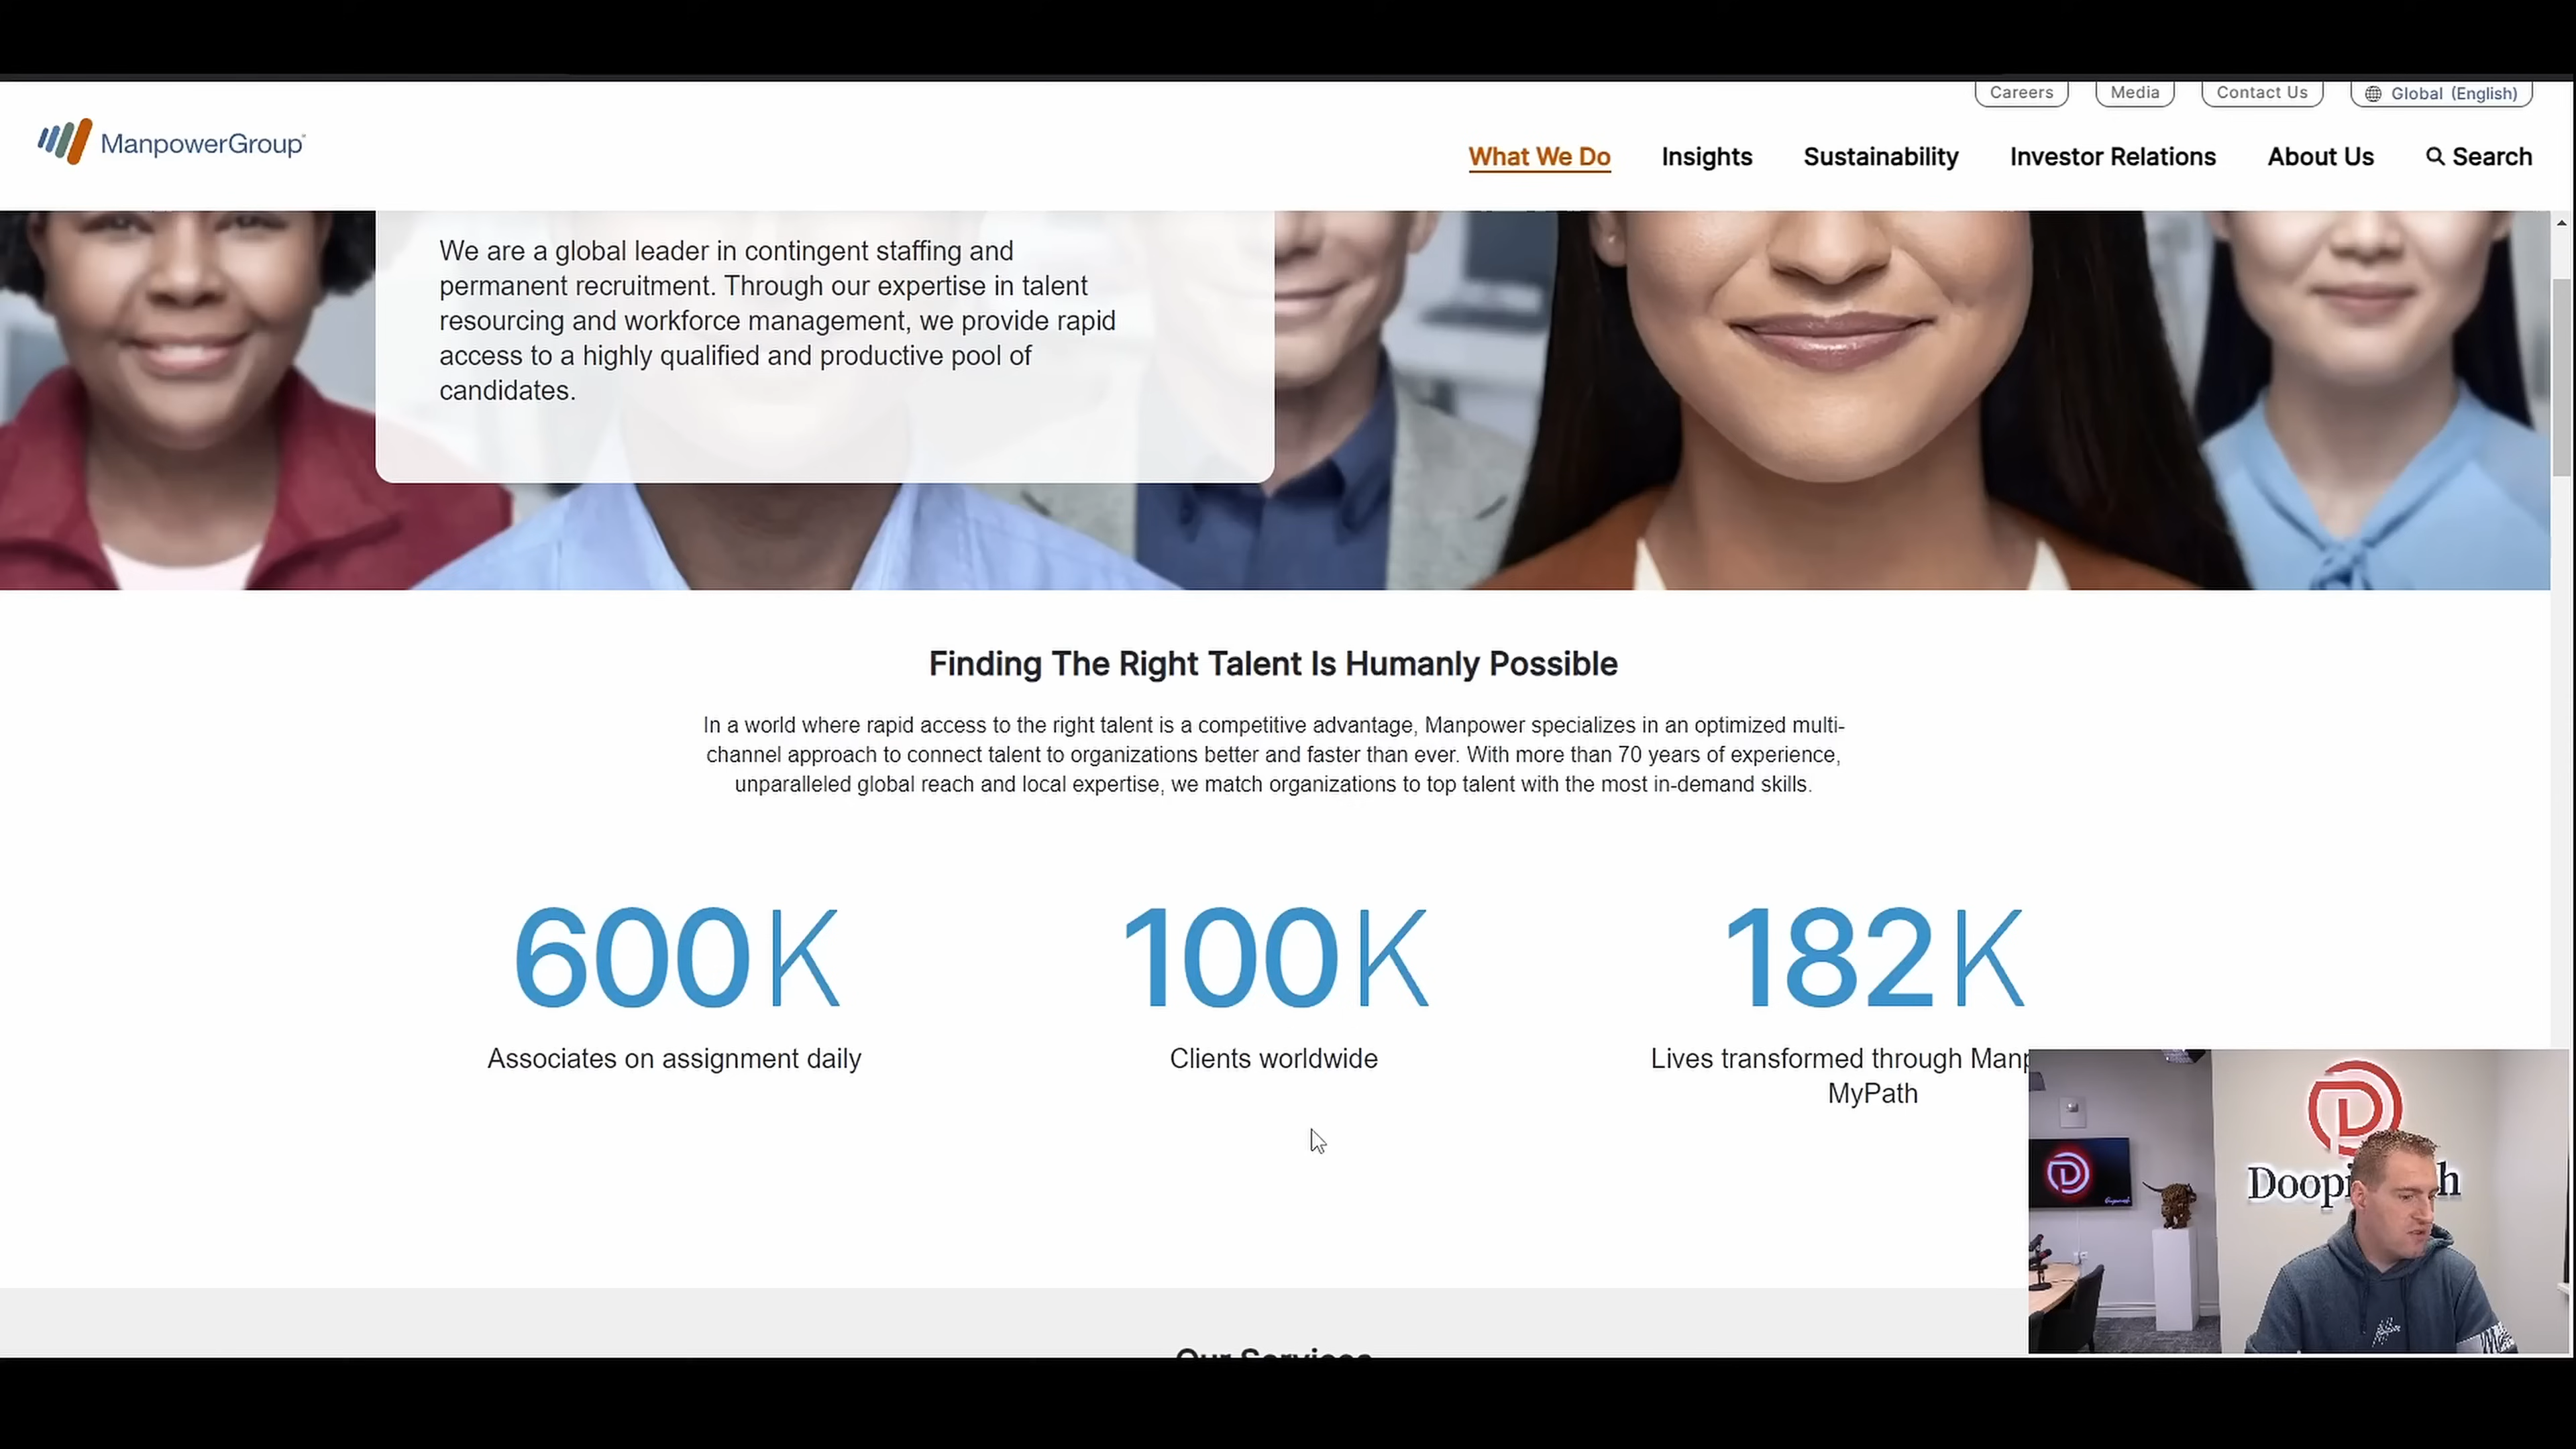 Careers
Media
Contact Us
Global (English)
ManpowerGroup
What We Do
Insights
Sustainability
Investor Relations
About Us
Search
We are a global leader in contingent staffing and
permanent recruitment. Through our expertise in talent
resourcing and workforce management, we provide rapid
access to a highly qualified and productive pool of
candidates.
Finding The Right Talent Is Humanly Possible
In a world where rapid access to the right talent is a competitive advantage, Manpower specializes in an optimized multi-
channel approach to connect talent to organizations better and faster than ever. With more than 70 years of experience,
unparalleled global reach and local expertise, we match organizations to top talent with the most in-demand skills.
600K
100K
182K
Associates on assignment daily
Clients worldwide
Lives transformed through Manp
MyPath
D
Doopi h
D
Our Services